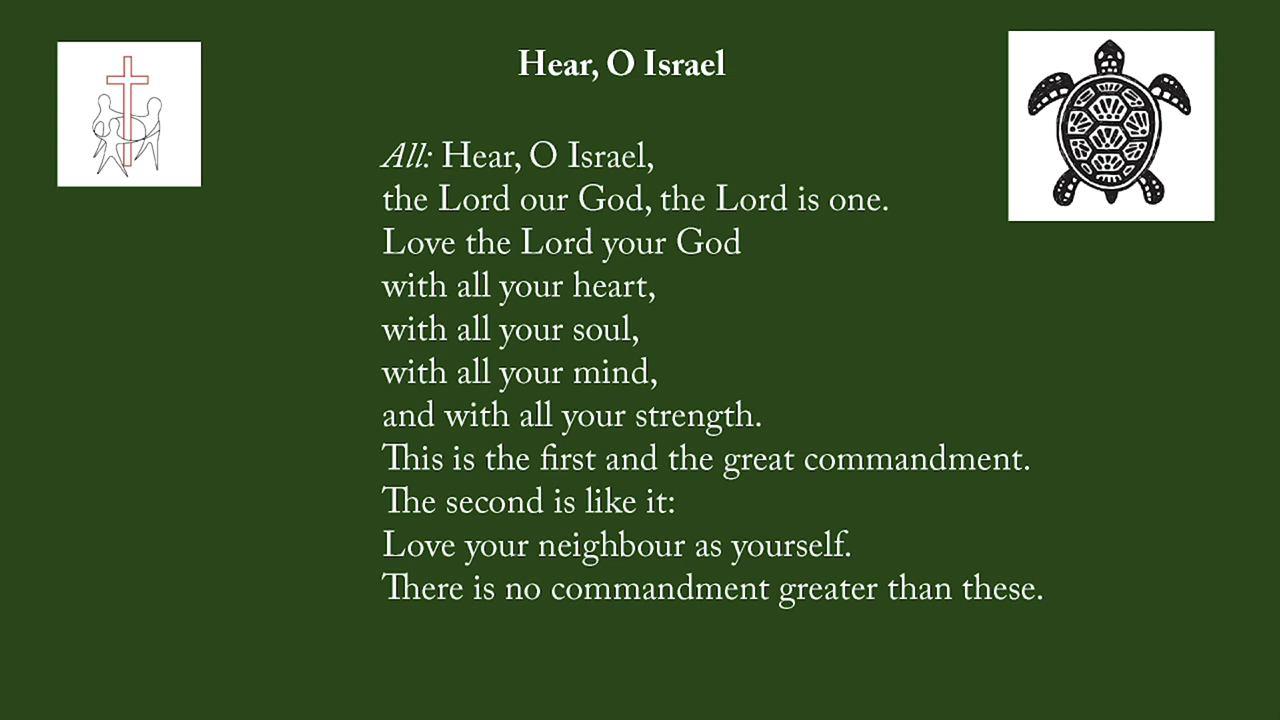 Hear, O Israel
All: Hear, O Israel,
the Lord our God, the Lord is one.
Love the Lord your God
with all your heart,
with all your soul,
with all your mind,
and with all your strength.
This is the first and the great commandment.
The second is like it:
Love your neighbour as yourself.
There is no commandment greater than these.